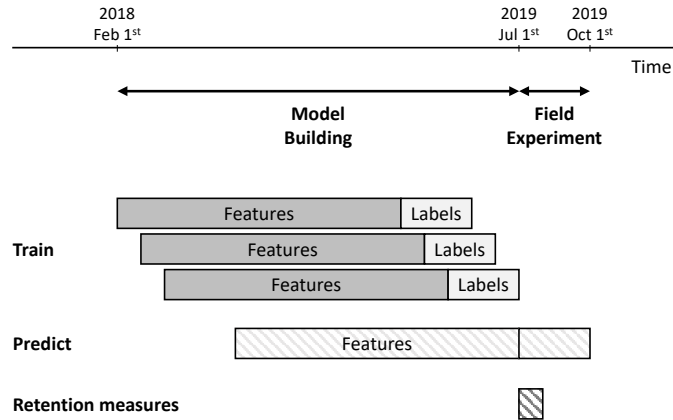 2018
Feb 1st
2019
Jul 1st
2019
Oct 1st
Time
Model
Building
Field
Experiment
Features Labels
Train Features Labels
Features Labels
Predict Features
Retention measures